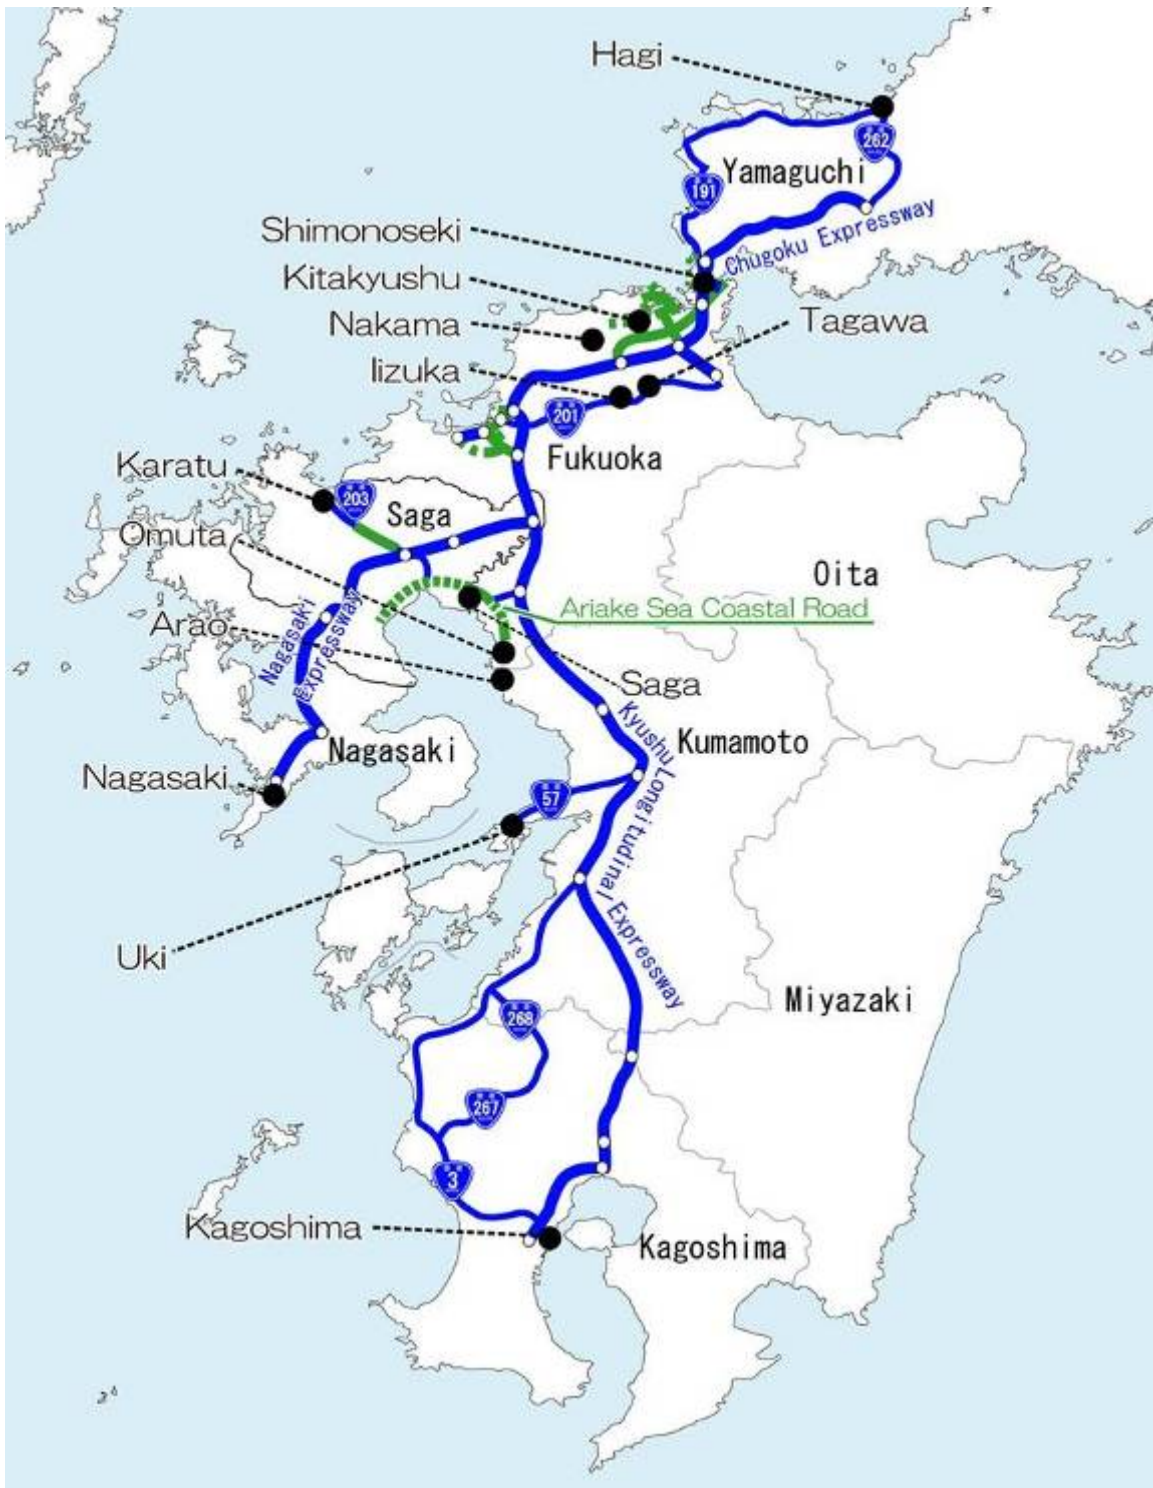 Hagi
262
Yamaguchi
191
Shimonoseki
Chugoku Expressway
Kitakyushu
Nakama
Tagawa
Iizuka
201
Fukuoka
Karatu
203
Saga
Omuta
Oita
Ariake Sea Coastal Road
Arao
Nagasaki
Expressway
Saga
Kyushu Longitudinal Expressway
Kumamoto
Nagasaki
Nagasaki
57
Uki
Miyazaki
268
267
3
Kagoshima
Kagoshima